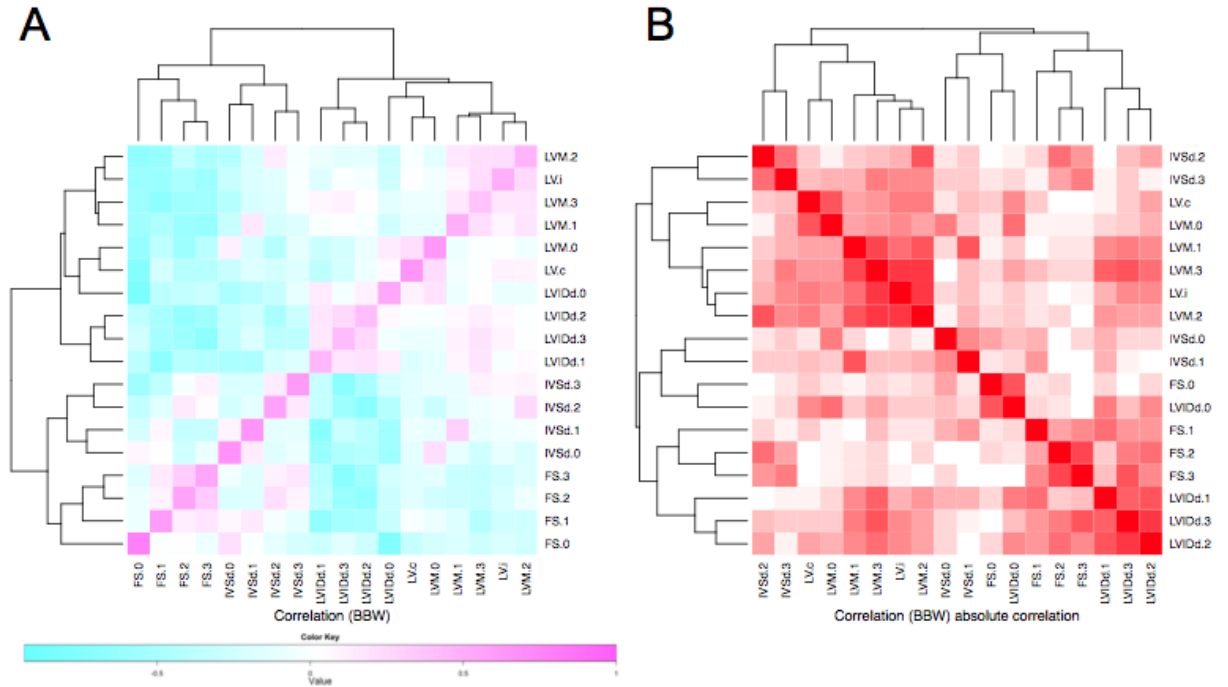 A
B
LVM.2
LV.i
LVM.3
LVM.1
LVM.0
LV.c
LVIDd.0
LVIDd.2
LVIDd.3
LVIDd.1
IVSd.3
IVSd.2
IVSd.1
IVSd.0
FS.3
FS.2
FS.1
FS.0
FS.0
FS.1
FS.2
FS.3
IVSd.0
IVSd.1
IVSd.2
IVSd.3
LVIDd.1
LVIDd.3
LVIDd.2
LVIDd.0
LV.c
LVM.0
LVM.1
LVM.3
LV.i
LVM.2
Correlation (BBW)
Color Key
-0.5
0
0.5
1
Value
IVSd.2
IVSd.3
LV.c
LVM.0
LVM.1
LVM.3
LV.i
LVM.2
IVSd.0
IVSd.1
FS.0
LVIDd.0
FS.1
FS.2
FS.3
LVIDd.1
LVIDd.3
LVIDd.2
IVSd.2
IVSd.3
LV.c
LVM.0
LVM.1
LVM.3
LV.i
LVM.2
IVSd.0
IVSd.1
FS.0
LVIDd.0
FS.1
FS.2
FS.3
LVIDd.1
LVIDd.3
LVIDd.2
Correlation (BBW) absolute correlation